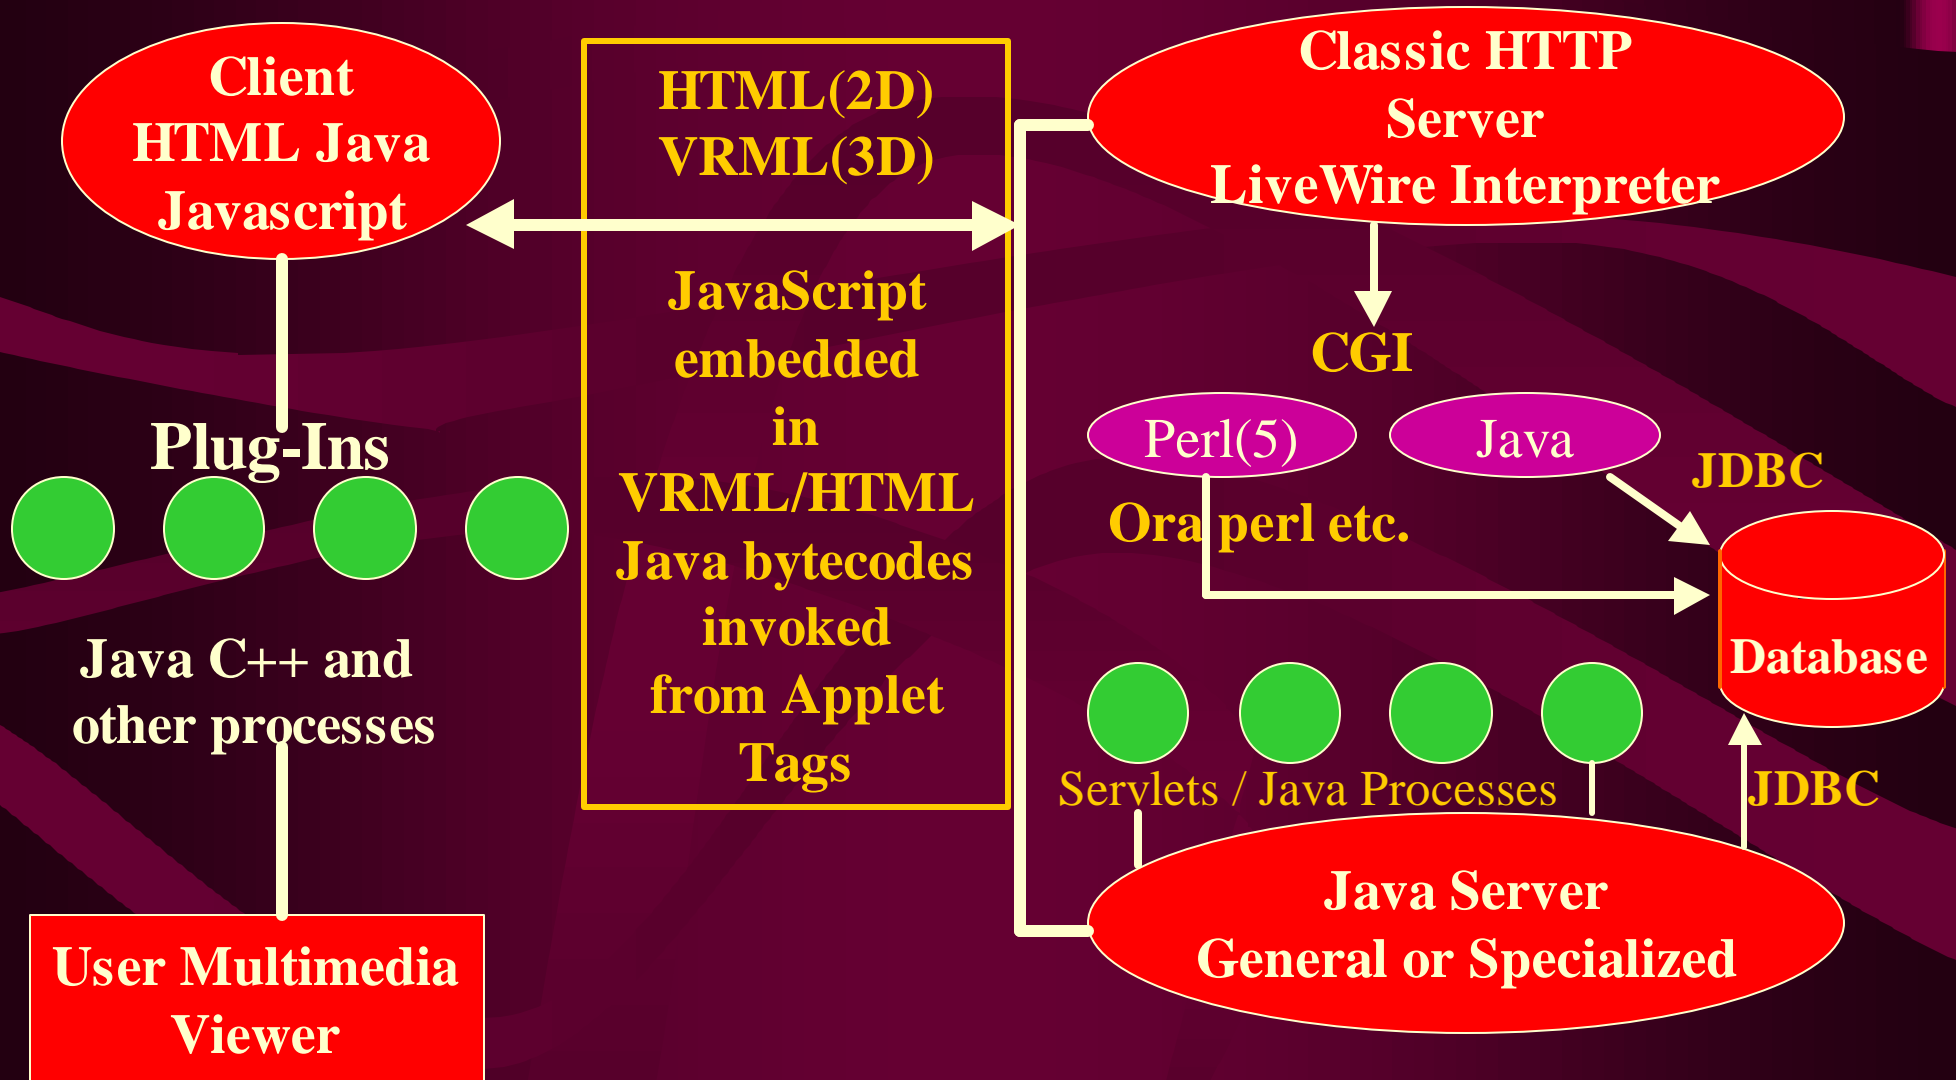 Client
HTML Java
Javascript
Plug-Ins
Java C++ and
other processes
User Multimedia
Viewer
HTML(2D)
VRML(3D)
JavaScript
embedded
in
VRML/HTML
Java bytecodes
invoked
from Applet
Tags
Classic HTTP
Server
LiveWire Interpreter
CGI
Perl(5)
Java
JDBC
Ora perl etc.
Database
Servlets / Java Processes
JDBC
Java Server
General or Specialized